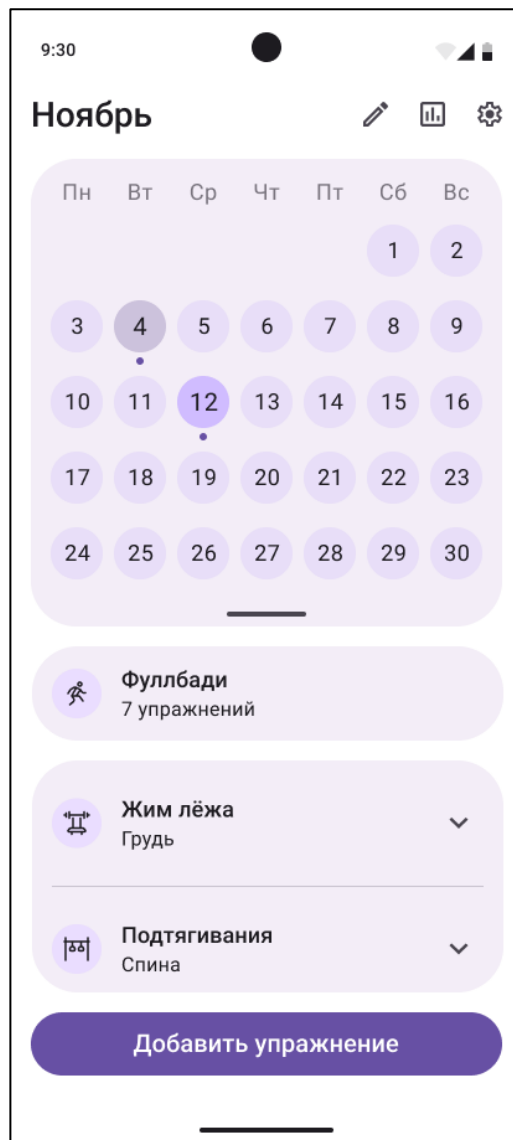 9:30
Ноябрь
Пн Вт Ср Чт Пт Сб Вс
1 2
3 4 5 6 7 8 9
10 11 12 13 14 15 16
17 18 19 20 21 22 23
24 25 26 27 28 29 30
Фуллбади
7 упражнений
Жим лёжа
Грудь
Подтягивания
Спина
Добавить упражнение